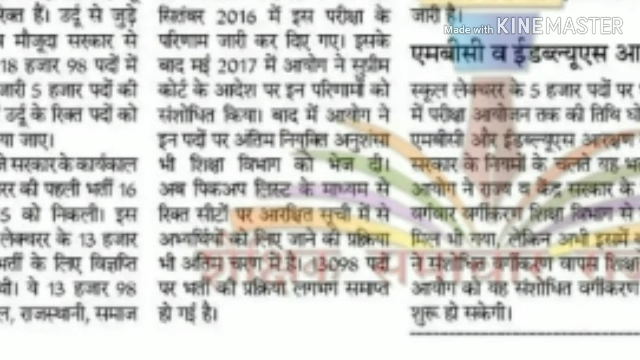 रिक्त हैं। उर्दू से जुड़े
मौजूदा सरकार से
18 हजार 98 पदों में
जारी 5 हजार पदों की
उर्दू के रिक्त पदों को
या जाए।
सरकार के कार्यकाल
की पहली भर्ती 16
5 को निकली। इस
लेक्चरर के 13 हजार
भर्ती के लिए विज्ञप्ति
थी। ये 13 हजार 98
राजस्थानी, समाज
सितंबर 2016 में इस परीक्षा के
परिणाम जारी कर दिए गए। इसके
बाद मई 2017 में आयोग ने सुप्रीम
कोर्ट के आदेश पर इन परिणामों को
संशोधित किया। बाद में आयोग ने
इन पदों पर अंतिम नियुक्ति अनुशंसा
भी शिक्षा विभाग को भेज दी।
अब पिकअप लिस्ट के माध्यम से
रिक्त सीटों पर आरक्षित सूची में से
अभ्यर्थियों को लिए जाने की प्रक्रिया
भी अंतिम चरण में है। 13098 पदों
पर भर्ती की प्रक्रिया लगभग समाप्त
हो गई है।
जारी है।
Made with KINEMASTER
एमबीसी व ईडब्ल्यूएस आ
स्कूल लेक्चरर के 5 हजार पदों पर
में परीक्षा आयोजन तक की तिथि
एमबीसी और ईडब्ल्यूएस आरक्षण
सरकार के नियमों के चलते यह
आयोग ने राज्य व केंद्र सरकार के
वर्गवार वर्गीकरण शिक्षा विभाग से
मिल भी गया, लेकिन अभी इसमें
ने संशोधित वर्गीकरण वापस शिक्षा
आयोग को यह संशोधित वर्गीकरण
शुरू हो सकेगी।
समाचार